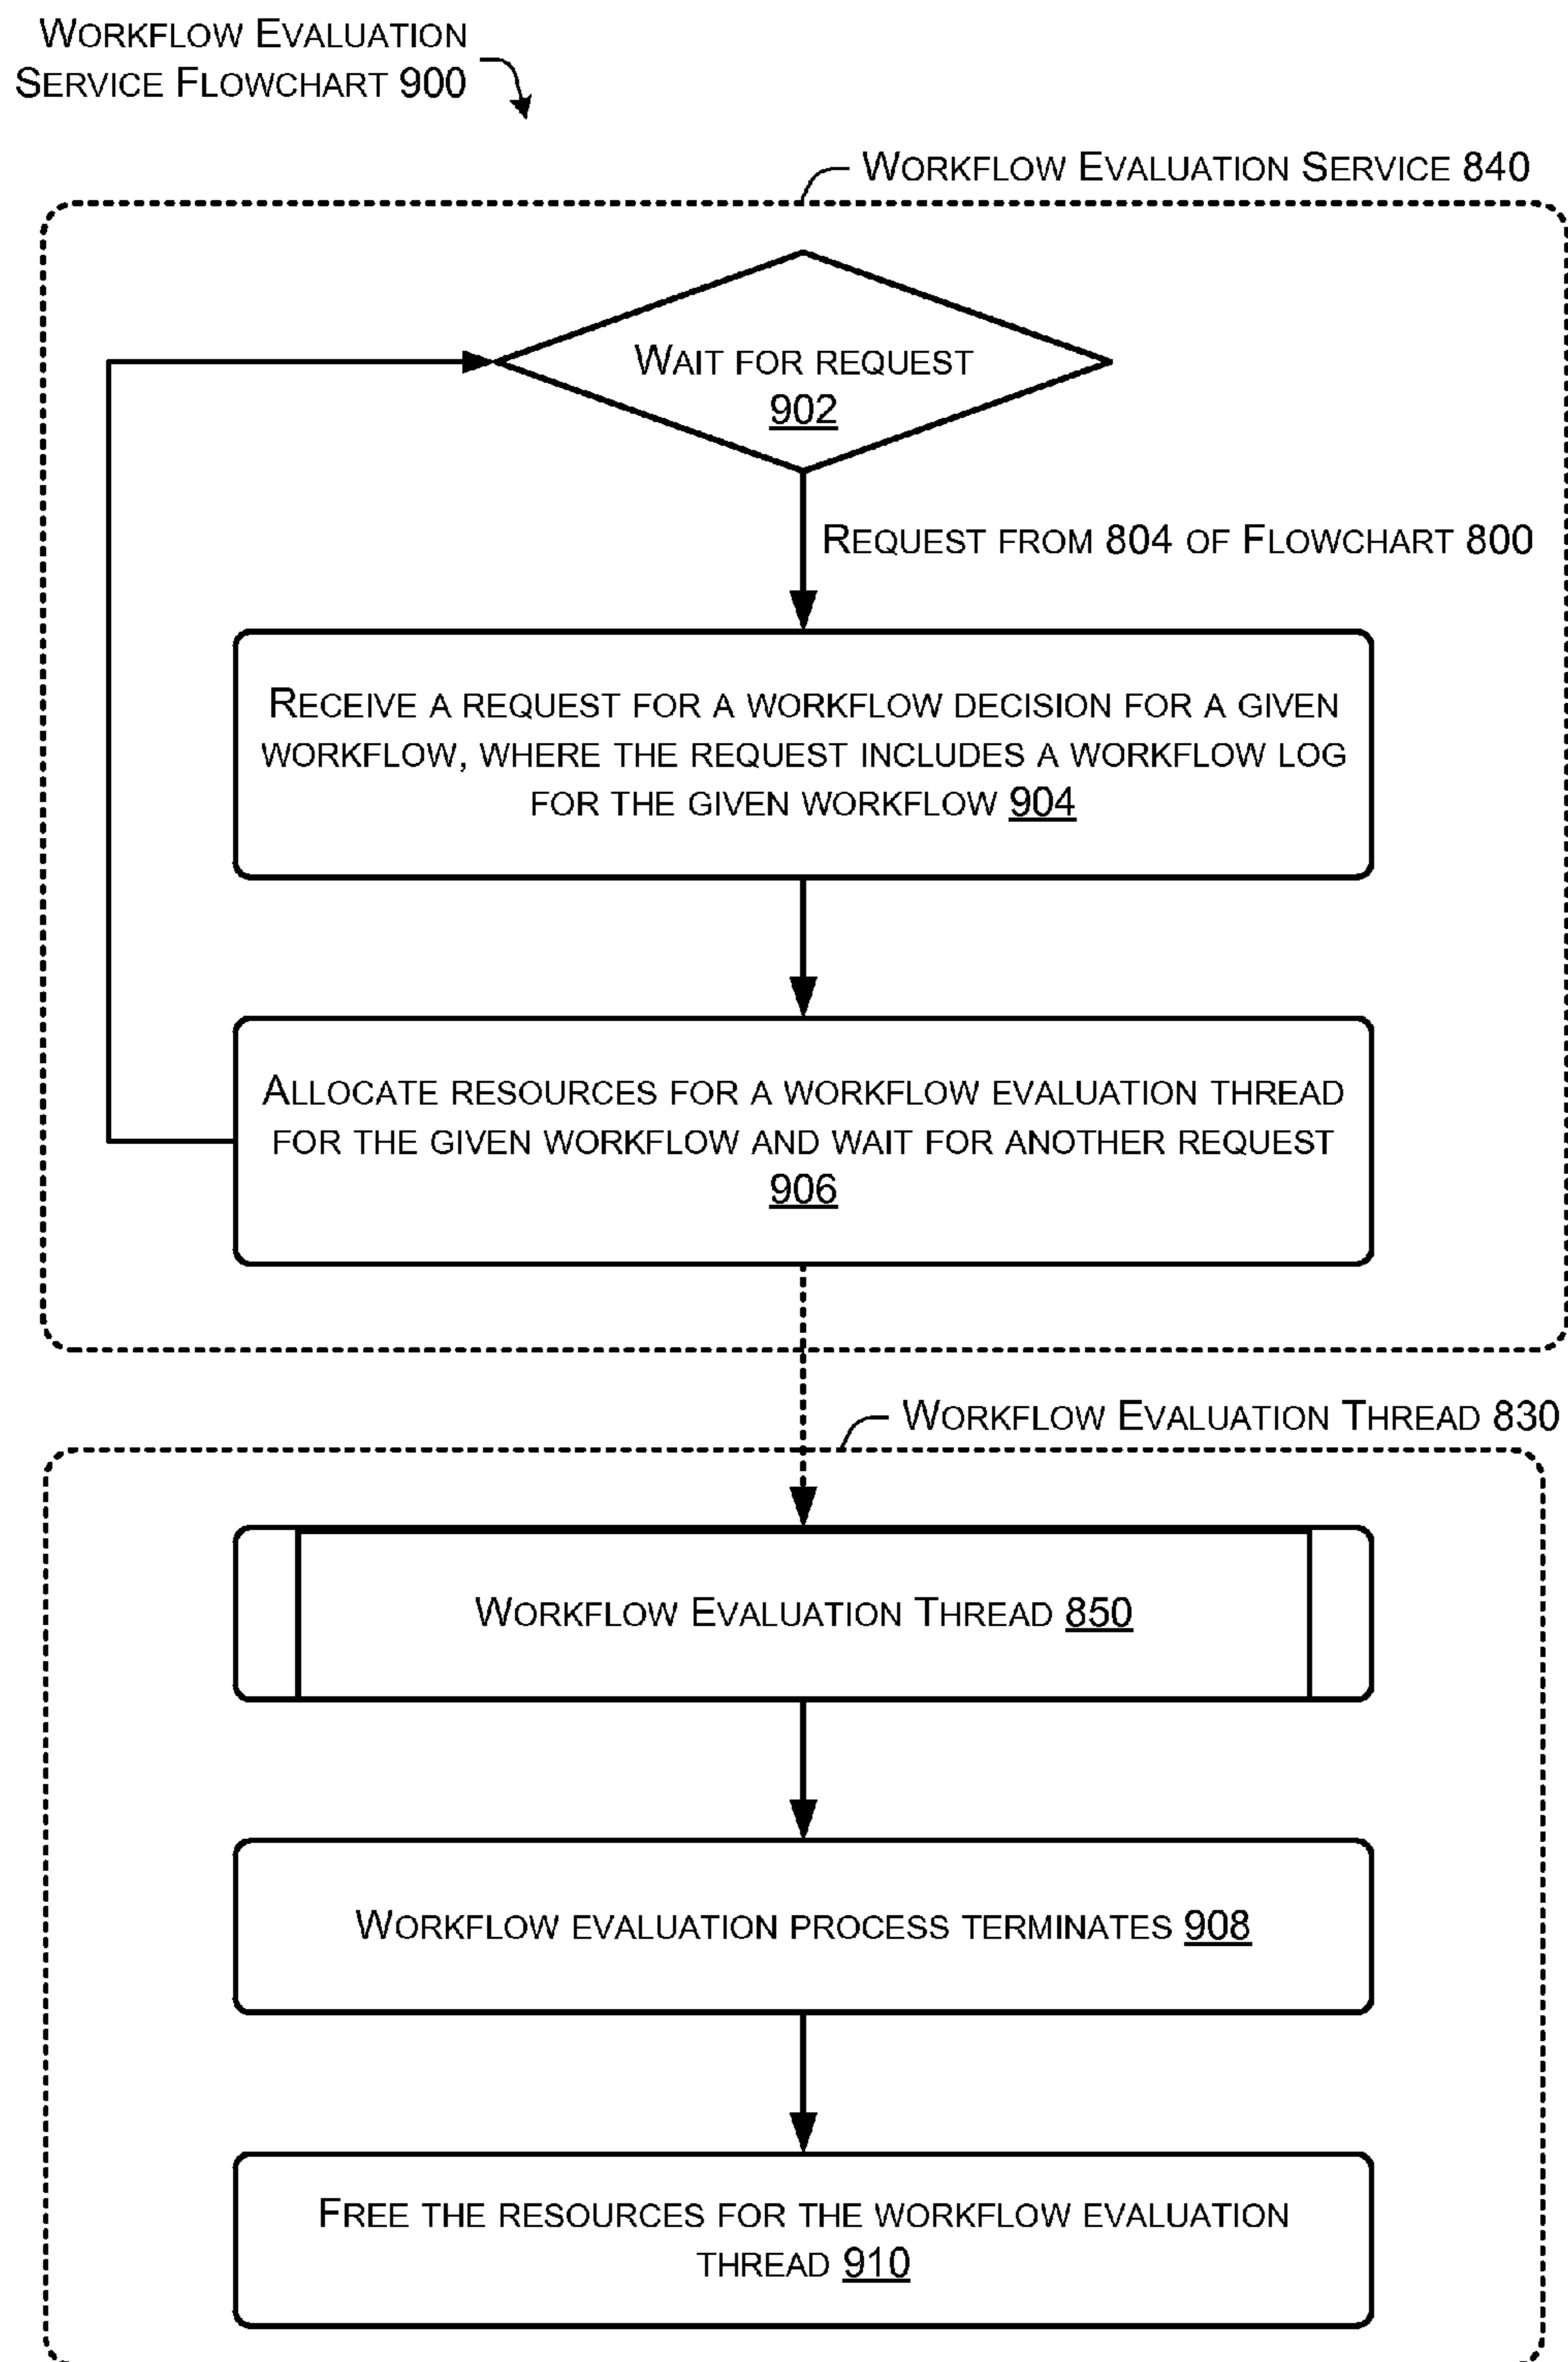 WORKFLOW EVALUATION
SERVICE FLOWCHART 900
WORKFLOW EVALUATION SERVICE 840
WAIT FOR REQUEST
902
REQUEST FROM 804 OF FLOWCHART 800
RECEIVE A REQUEST FOR A WORKFLOW DECISION FOR A GIVEN
WORKFLOW, WHERE THE REQUEST INCLUDES A WORKFLOW LOG
FOR THE GIVEN WORKFLOW 904
ALLOCATE RESOURCES FOR A WORKFLOW EVALUATION THREAD
FOR THE GIVEN WORKFLOW AND WAIT FOR ANOTHER REQUEST
906
WORKFLOW EVALUATION THREAD 830
WORKFLOW EVALUATION THREAD 850
WORKFLOW EVALUATION PROCESS TERMINATES 908
FREE THE RESOURCES FOR THE WORKFLOW EVALUATION
THREAD 910